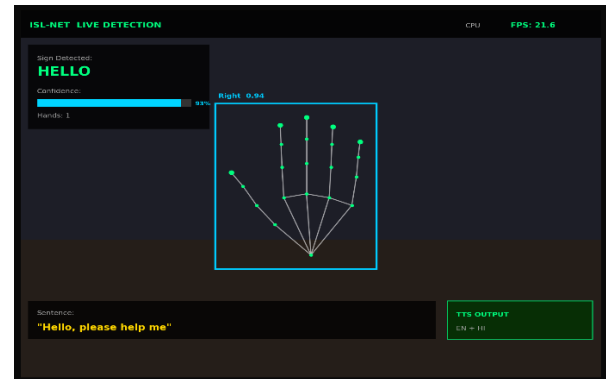 ISL-NET LIVE DETECTION
CPU
FPS: 21.6
Sign Detected:
HELLO
Confidence:
93%
Hands: 1
Right 0.94
Sentence:
"Hello, please help me"
TTS OUTPUT
EN + HI